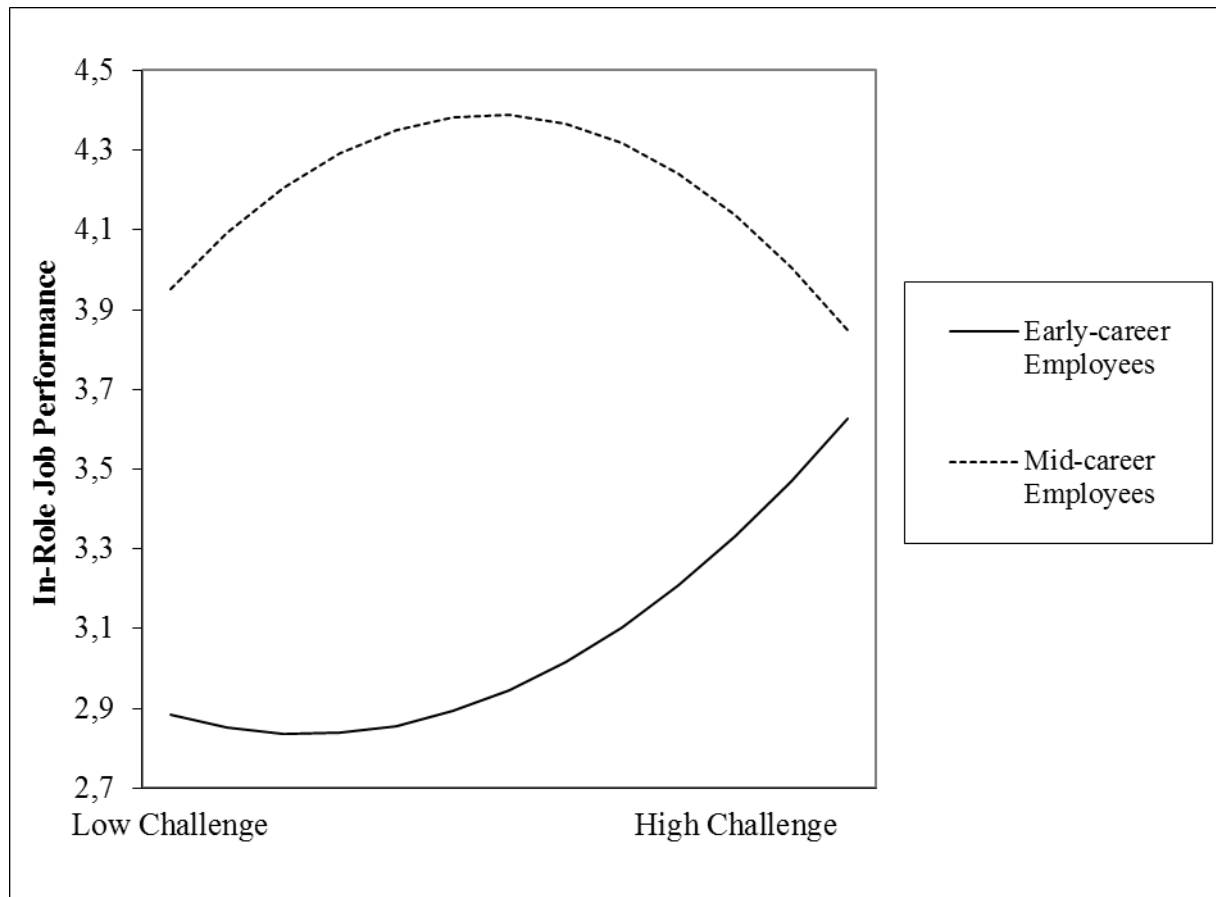 4,5
4,3
4,1
3,9
3,7
3,5
3,3
3,1
2,9
2,7
In-Role Job Performance
Low Challenge
High Challenge
Early-career
Employees
Mid-career
Employees